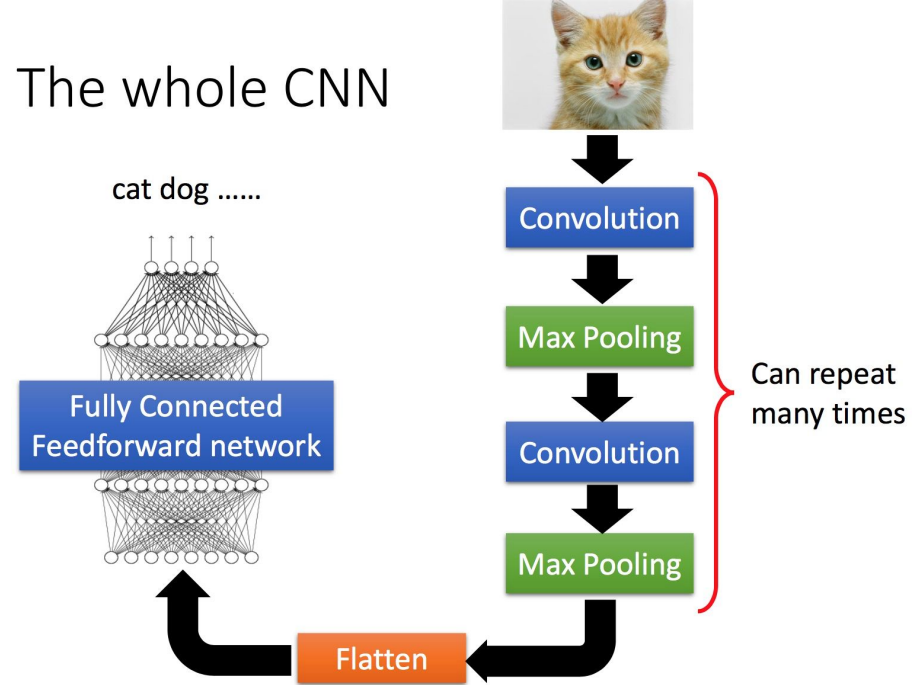 The whole CNN
cat dog ......
Convolution
Max Pooling
Convolution
Max Pooling
Can repeat
many times
Flatten
Fully Connected
Feedforward network